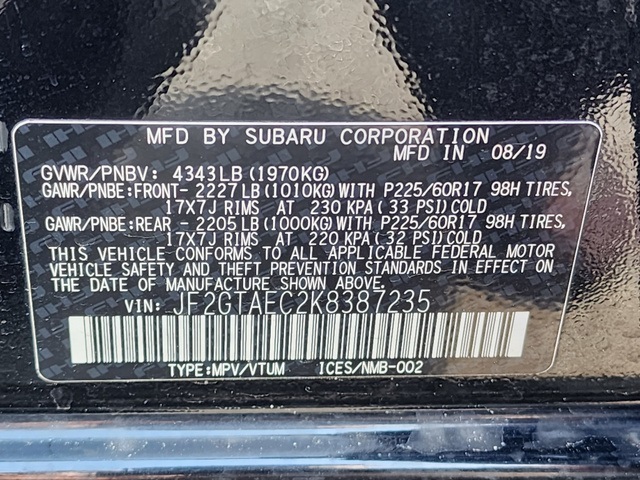 MFD BY SUBARU CORPORATION
MFD IN 08/19
GVWR/PNBV: 4343LB (1970KG)
GAWR/PNBE:FRONT- 2227LB (1010KG) WITH P225/60R17 98H TIRES,
17X7J RIMS AT 230 KPA ( 33 PSI) COLD
GAWR/PNBE:REAR - 2205LB (1000KG) WITH P225/60R17 98H TIRES,
17X7J RIMS AT 220 KPA ( 32 PSI) COLD
THIS VEHICLE CONFORMS TO ALL APPLICABLE FEDERAL MOTOR
VEHICLE SAFETY AND THEFT PREVENTION STANDARDS IN EFFECT ON
THE DATE OF MANUFACTURE SHOWN ABOVE.
VIN: JF2GTAEC2K8387235
TYPE:MPV/VTUM ICES/NMB-002